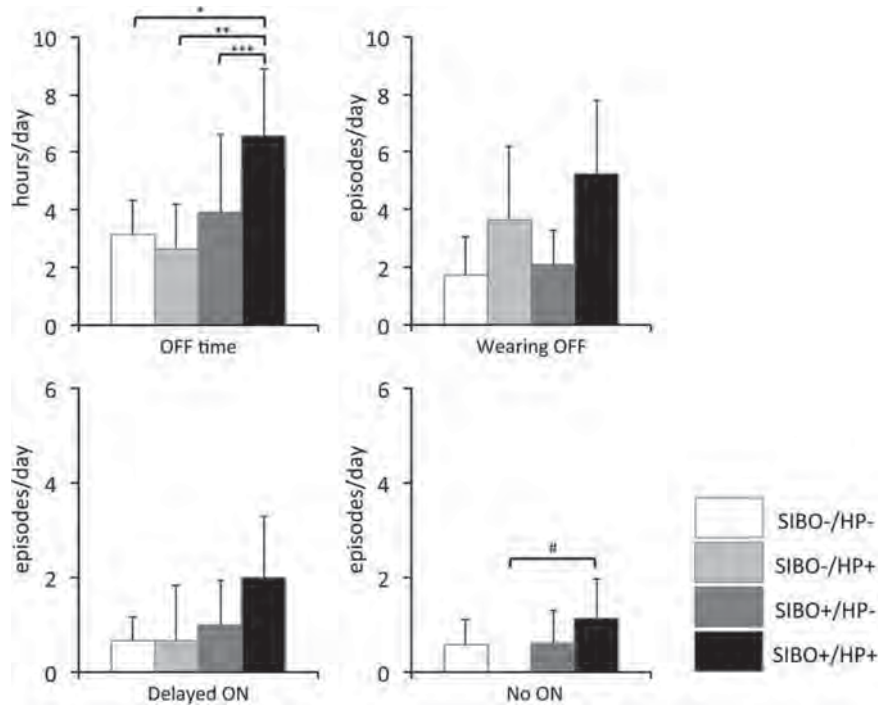 *
**
***
10
8
6
4
2
0
hours/day
OFF time
10
8
6
4
2
0
episodes/day
Wearing OFF
6
4
2
0
episodes/day
Delayed ON
6
4
2
0
episodes/day
#
No ON
SIBO-/HP-
SIBO-/HP+
SIBO+/HP-
SIBO+/HP+